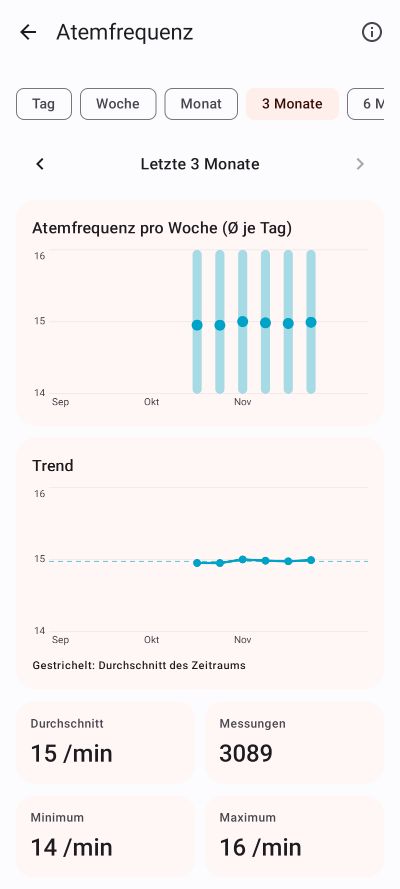 Atemfrequenz
Tag Woche Monat 3 Monate 6 M
Letzte 3 Monate
Atemfrequenz pro Woche (Ø je Tag)
16
15
14
Sep Okt Nov
Trend
16
15
14
Sep Okt Nov
Gestrichelt: Durchschnitt des Zeitraums
Durchschnitt Messungen
15 /min 3089
Minimum Maximum
14 /min 16 /min